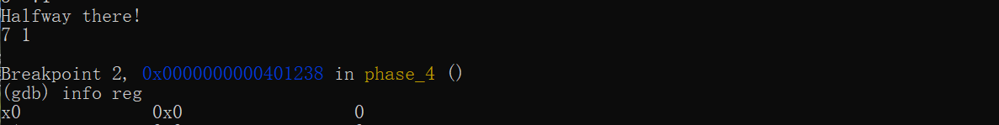 Halfway there!
7 1
Breakpoint 2, 0x0000000000401238 in phase_4 ()
(gdb) info reg
x0 0x0 0